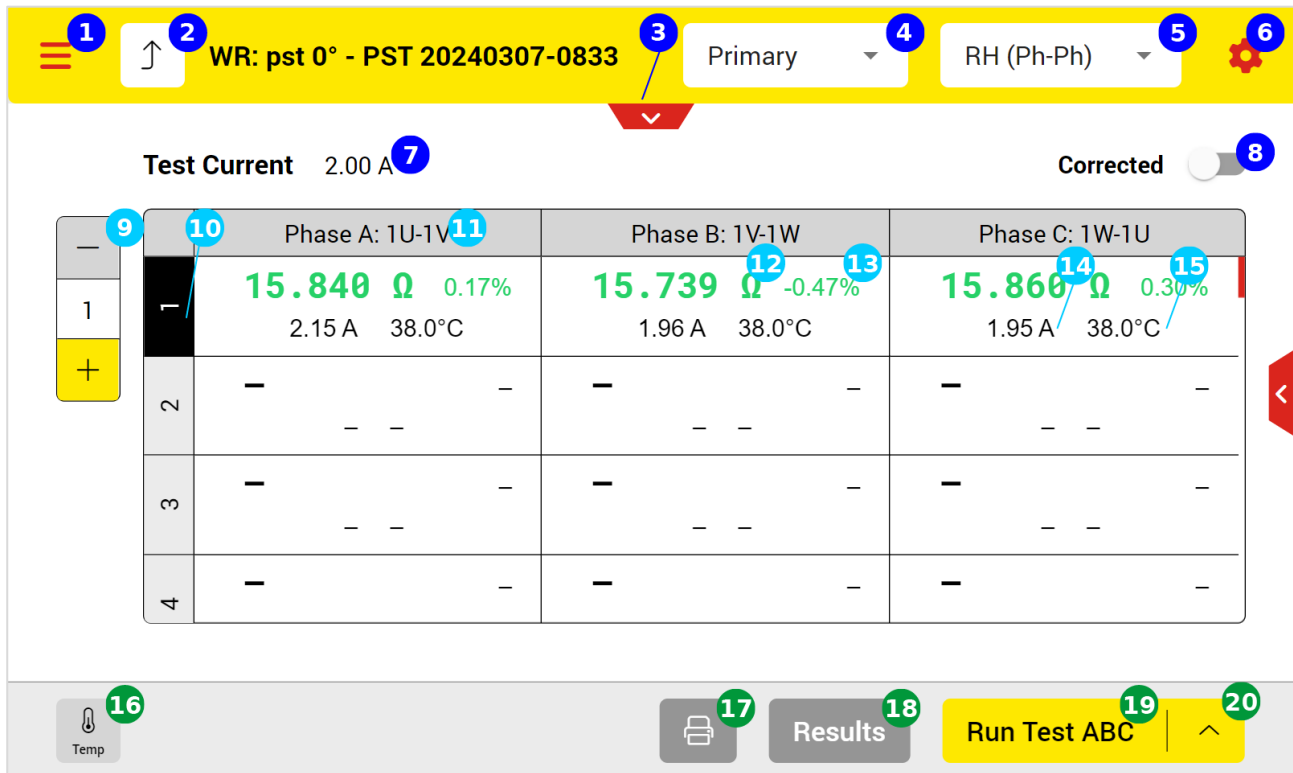 1 2 WR: pst 0° - PST 20240307-0833 3 Primary 4 RH (Ph-Ph) 5 6
Test Current 2.00 A 7 Corrected 8
9 10 Phase A: 1U-1V 11 Phase B: 1V-1W Phase C: 1W-1U
12 13 14 15
— 1 15.840 Ω 0.17% 15.739 Ω -0.47% 15.860 Ω 0.30%
1 2.15 A 38.0°C 1.96 A 38.0°C 1.95 A 38.0°C
+ 2 – – – – – –
– – – – – –
3 – – – – – –
– – – – – –
4 – – – – – –
16 17 18 19 20
Temp Results Run Test ABC